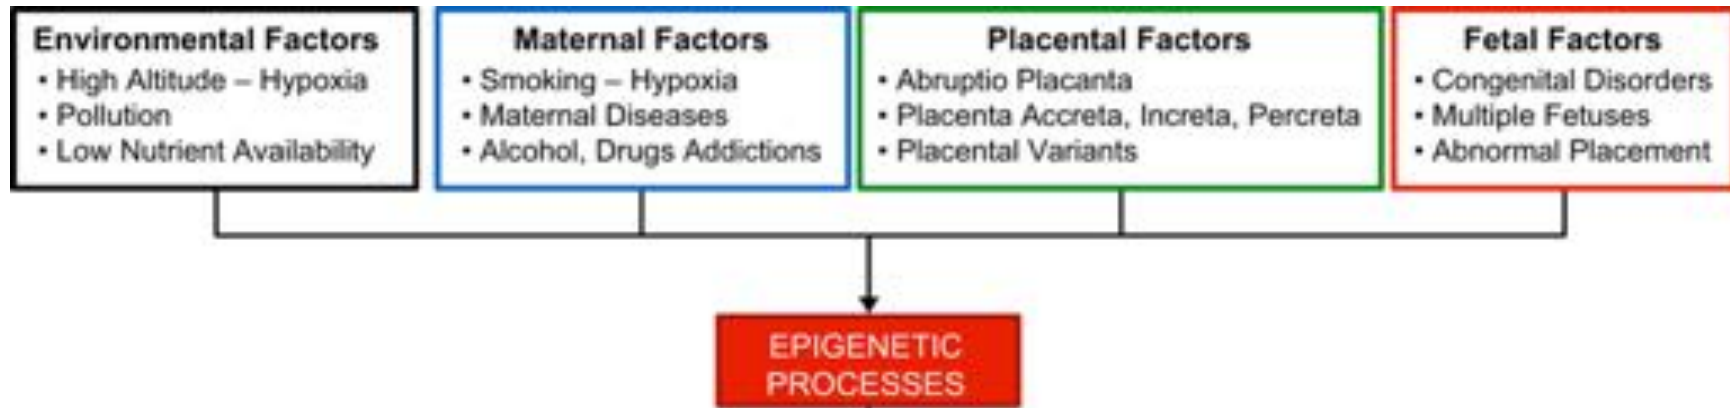 Environmental Factors
• High Altitude – Hypoxia
• Pollution
• Low Nutrient Availability
Maternal Factors
• Smoking – Hypoxia
• Maternal Diseases
• Alcohol, Drugs Addictions
Placental Factors
• Abruptio Placanta
• Placenta Accreta, Increta, Percreta
• Placental Variants
Fetal Factors
• Congenital Disorders
• Multiple Fetuses
• Abnormal Placement
EPIGENETIC
PROCESSES